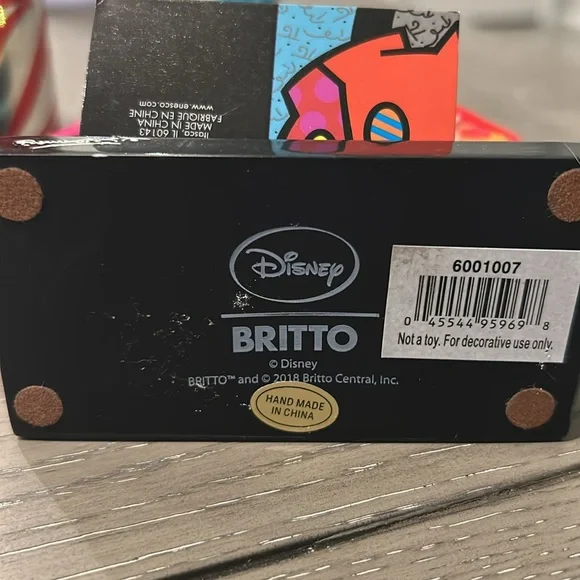 Itasca, IL 60143
MADE IN CHINA
FABRIQUÉ EN CHINE
www.enesco.com
Disney
BRITTO
© Disney
BRITTO™ and © 2018 Britto Central, Inc.
HAND MADE
IN CHINA
6001007
0 45544 95969 8
Not a toy. For decorative use only.